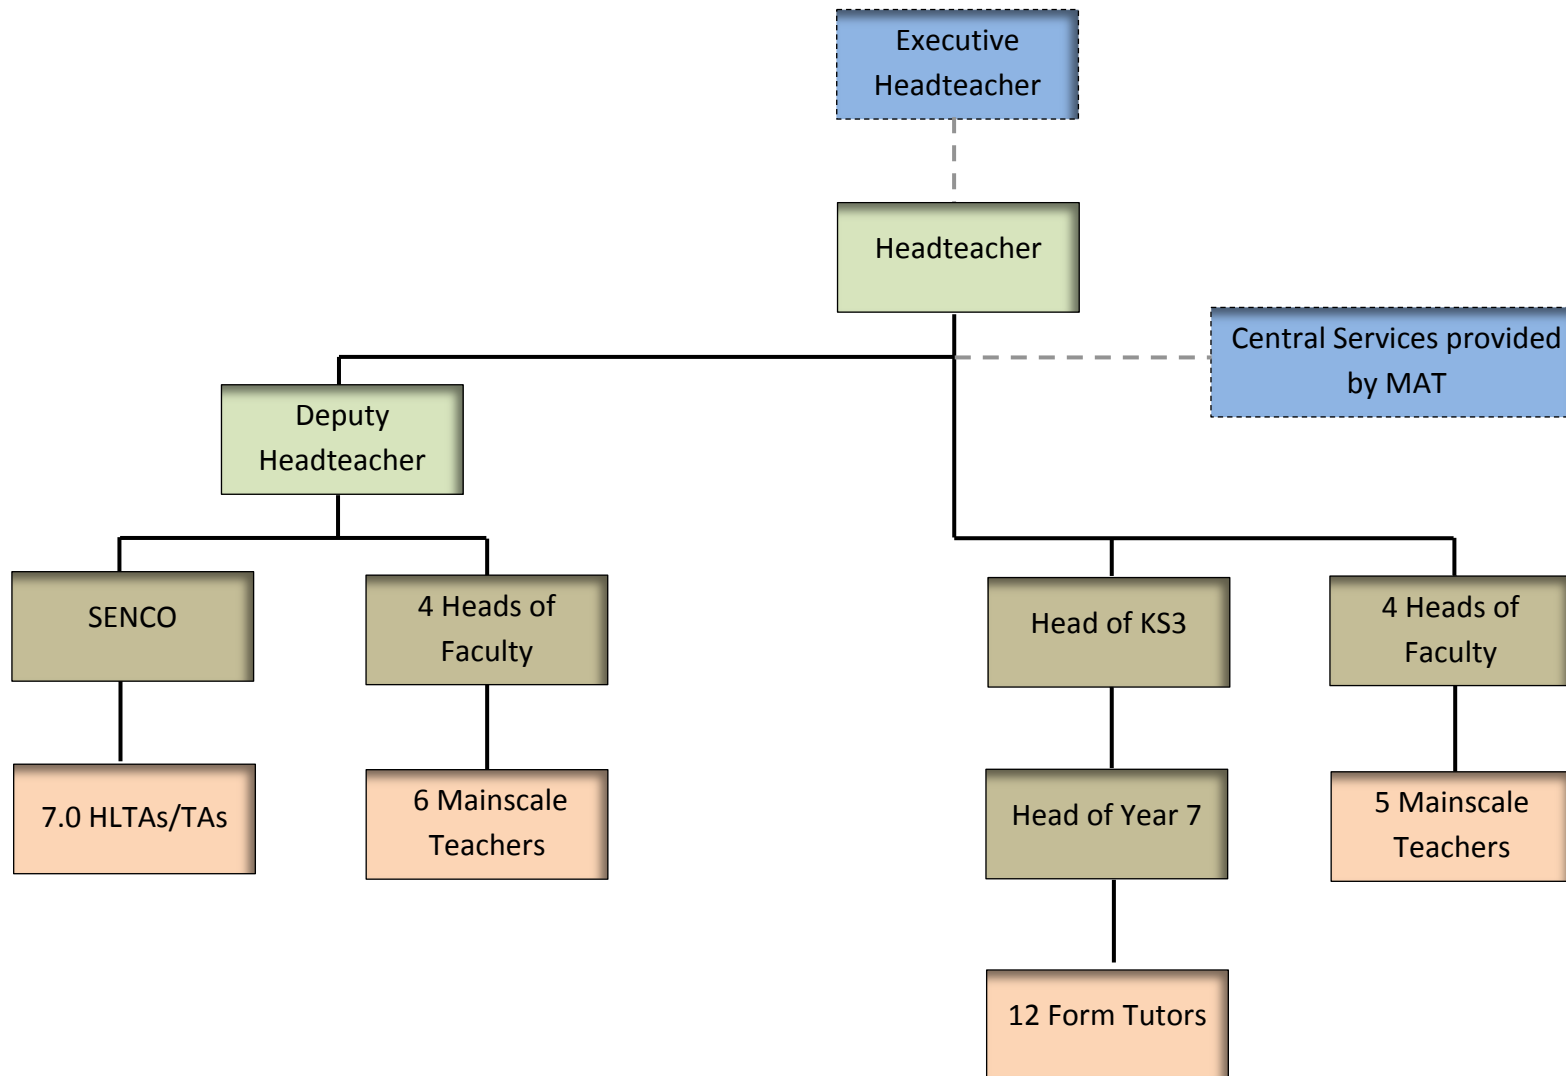 Executive
Headteacher
Headteacher
Central Services provided
by MAT
Deputy
Headteacher
SENCO
4 Heads of
Faculty
Head of KS3
4 Heads of
Faculty
7.0 HLTAs/TAs
6 Mainscale
Teachers
Head of Year 7
5 Mainscale
Teachers
12 Form Tutors